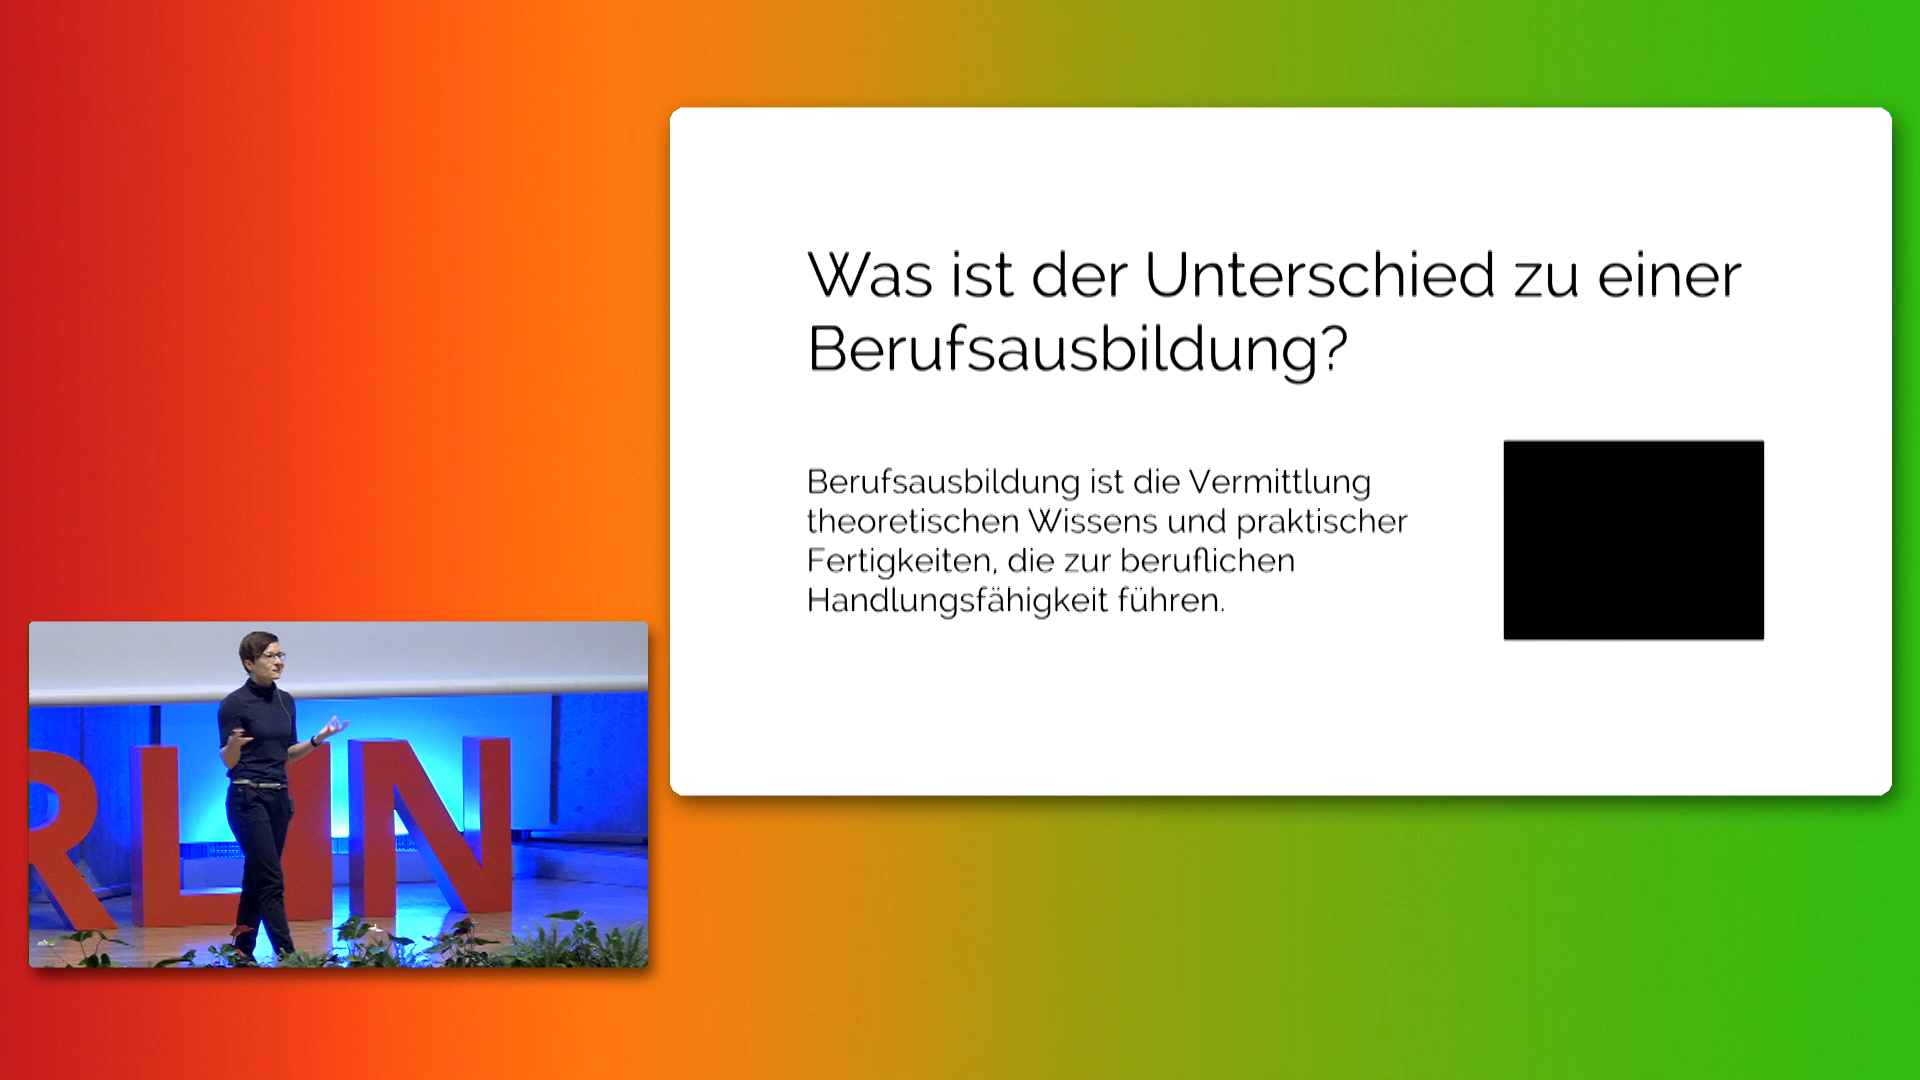 Was ist der Unterschied zu einer
Berufsausbildung?
Berufsausbildung ist die Vermittlung
theoretischen Wissens und praktischer
Fertigkeiten, die zur beruflichen
Handlungsfähigkeit führen.
RLIN